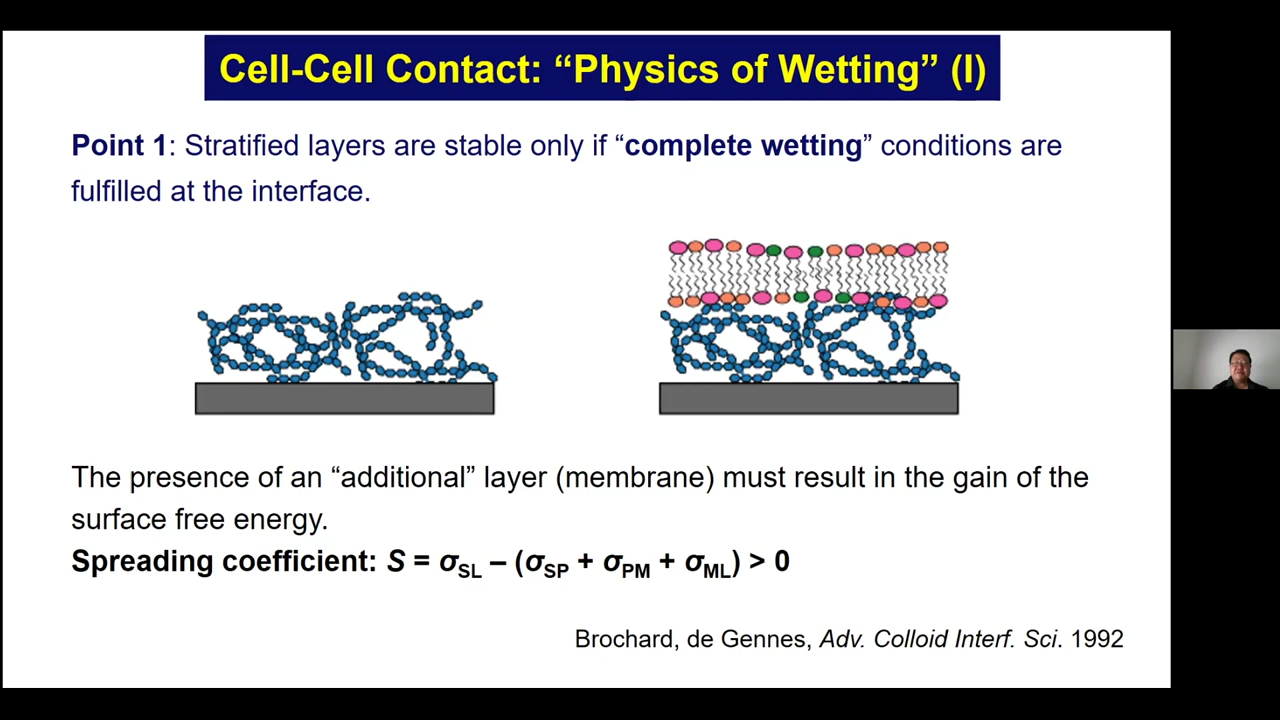 Cell-Cell Contact: “Physics of Wetting” (I)
Point 1: Stratified layers are stable only if “complete wetting” conditions are
fulfilled at the interface.
The presence of an “additional” layer (membrane) must result in the gain of the
surface free energy.
Spreading coefficient: S = σSL – (σSP + σPM + σML) > 0
Brochard, de Gennes, Adv. Colloid Interf. Sci. 1992